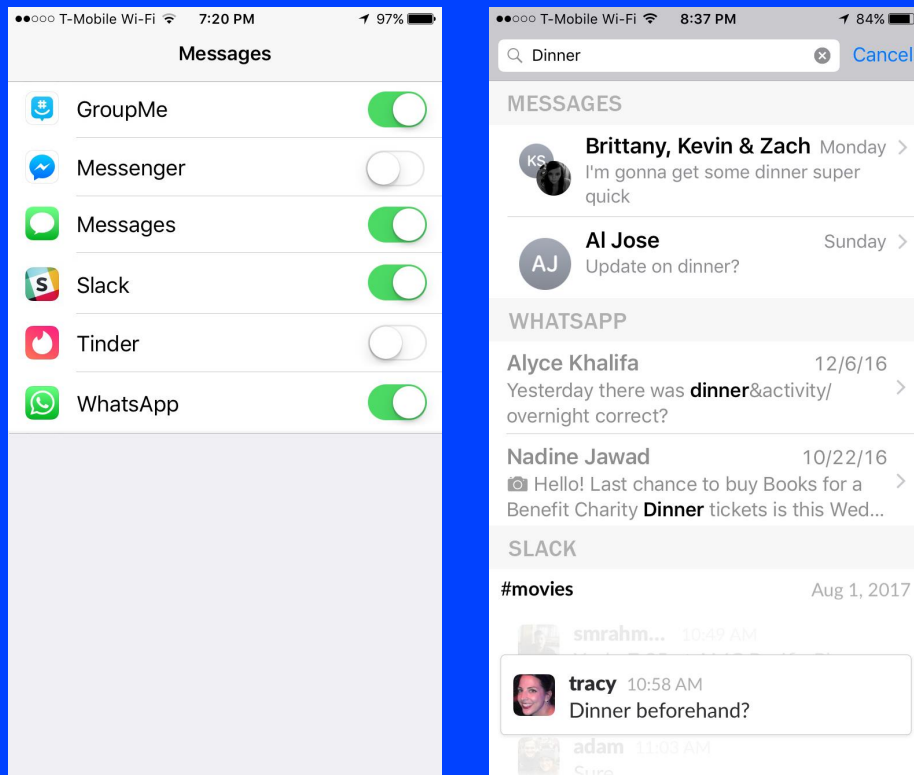 T-Mobile Wi-Fi 7:20 PM 97%
Messages
GroupMe
Messenger
Messages
Slack
Tinder
WhatsApp
T-Mobile Wi-Fi 8:37 PM 84%
Dinner
Cancel
MESSAGES
KS
Brittany, Kevin & Zach Monday
I'm gonna get some dinner super
quick
AJ
Al Jose Sunday
Update on dinner?
WHATSAPP
Alyce Khalifa 12/6/16
Yesterday there was dinner&activity/
overnight correct?
Nadine Jawad 10/22/16
Hello! Last chance to buy Books for a
Benefit Charity Dinner tickets is this Wed...
SLACK
#movies Aug 1, 2017
smrahm... 10:49 AM
tracy 10:58 AM
Dinner beforehand?
adam 11:03 AM
Sure